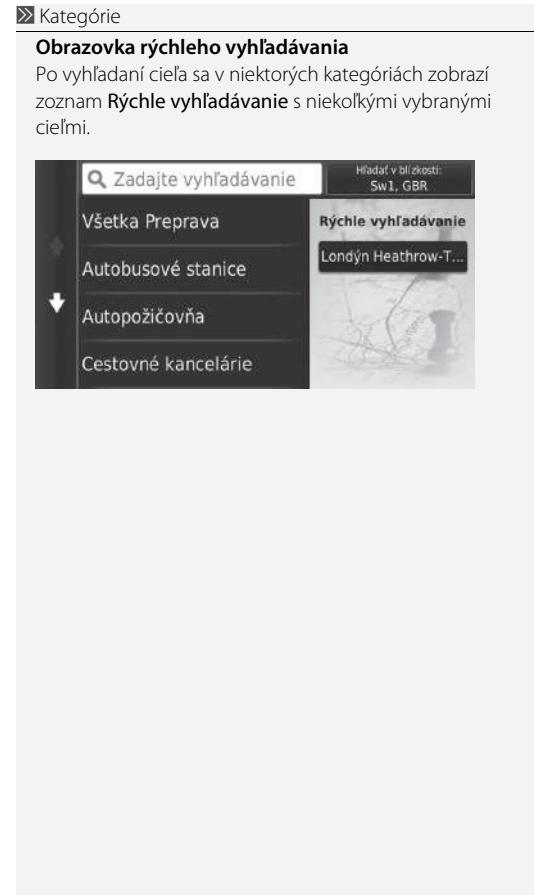 Kategórie
Obrazovka rýchleho vyhľadávania
Po vyhľadaní cieľa sa v niektorých kategóriách zobrazí
zoznam Rýchle vyhľadávanie s niekoľkými vybranými
cieľmi.
Zadajte vyhľadávanie
Hľadať v blízkosti:
Sw1, GBR
Všetka Preprava
Autobusové stanice
Autopožičovňa
Cestovné kancelárie
Rýchle vyhľadávanie
Londýn Heathrow-T...